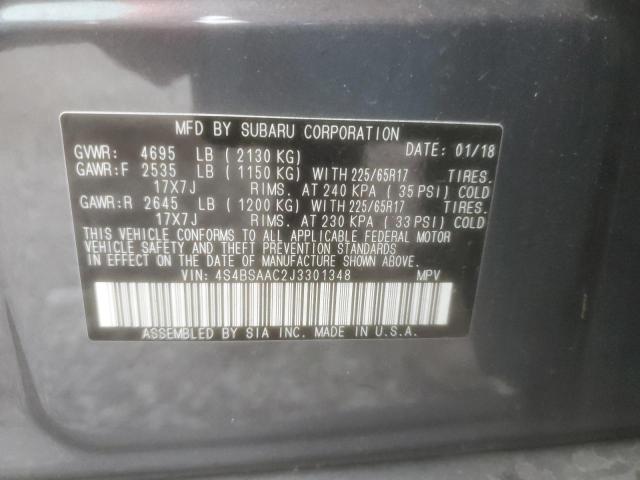 MFD BY SUBARU CORPORATION DATE: 01/18
GVWR: 4695 LB ( 2130 KG)
GAWR:F 2535 LB ( 1150 KG) WITH 225/65R17 TIRES.
17X7J RIMS. AT 240 KPA ( 35 PSI) COLD
GAWR:R 2645 LB ( 1200 KG) WITH 225/65R17 TIRES.
17X7J RIMS. AT 230 KPA ( 33 PSI) COLD
THIS VEHICLE CONFORMS TO ALL APPLICABLE FEDERAL MOTOR
VEHICLE SAFETY AND THEFT PREVENTION STANDARDS
IN EFFECT ON THE DATE OF MANUFACTURE SHOWN ABOVE.
VIN: 4S4BSAAC2J3301348 MPV
ASSEMBLED BY SIA INC. MADE IN U.S.A.